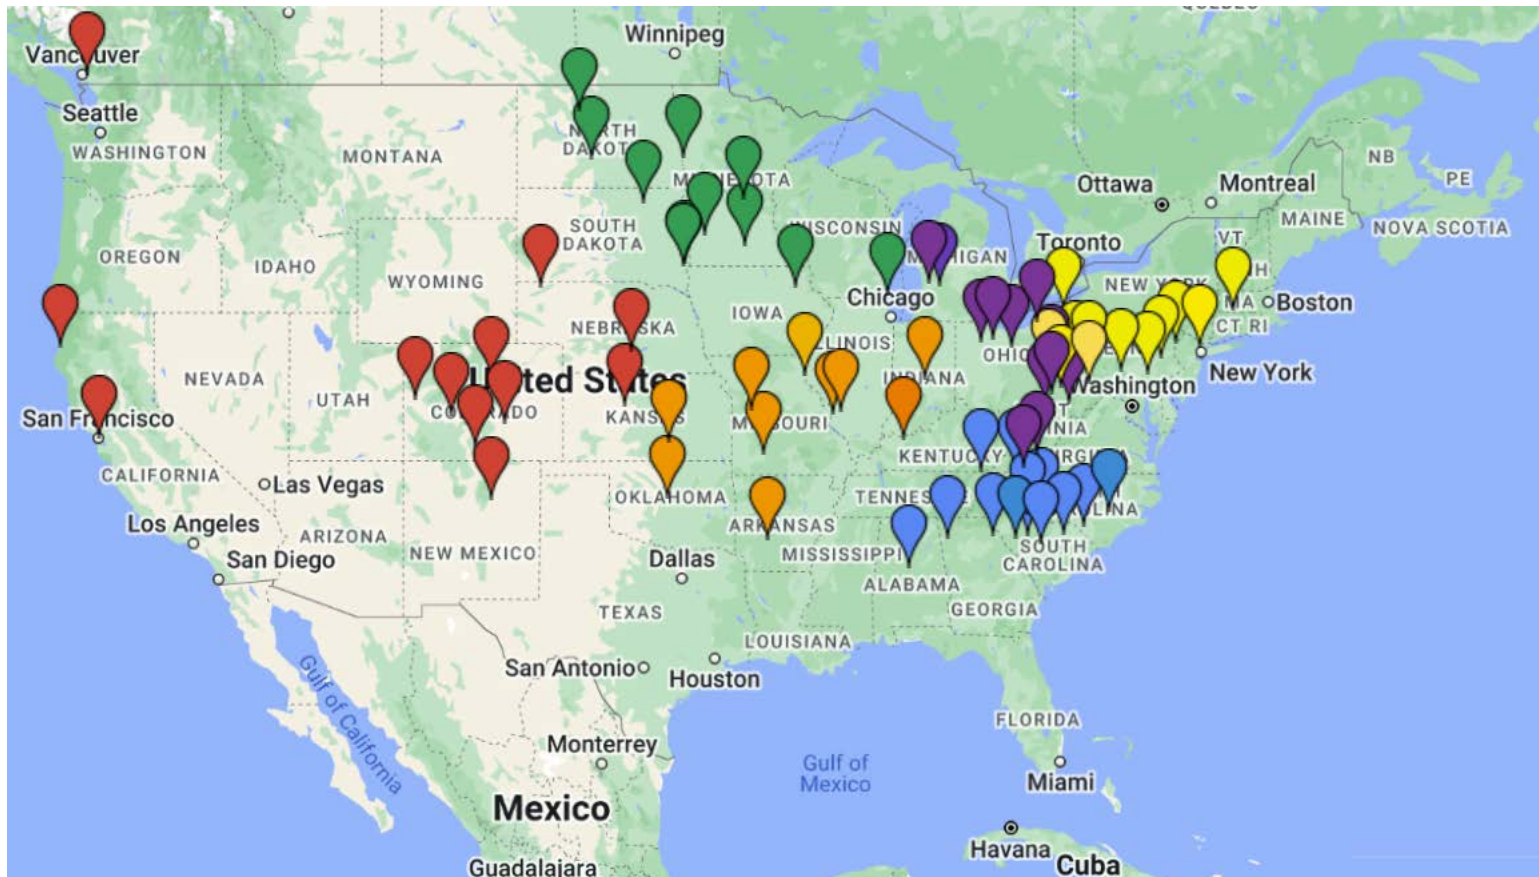 Winnipeg
Vancouver
Seattle
WASHINGTON
MONTANA
NORTH
DAKOTA
MINNESOTA
Ottawa
Montreal
NB
PE
MAINE
NOVA SCOTIA
OREGON
IDAHO
WYOMING
SOUTH
DAKOTA
WISCONSIN
MICHIGAN
Toronto
VT
NH
NEW YORK
MA
Boston
CT RI
Chicago
IOWA
NEBRASKA
ILLINOIS
INDIANA
OHIO
NEVADA
UTAH
COLORADO
United States
KANSAS
MISSOURI
New York
Washington
San Francisco
CALIFORNIA
Las Vegas
KENTUCKY
VIRGINIA
OKLAHOMA
TENNESSEE
Los Angeles
ARIZONA
NEW MEXICO
ARKANSAS
San Diego
Dallas
MISSISSIPPI
SOUTH
CAROLINA
ALABAMA
GEORGIA
TEXAS
LOUISIANA
San Antonio
Houston
Gulf of California
FLORIDA
Monterrey
Gulf of
Mexico
Miami
Mexico
Havana
Cuba
Guadalajara